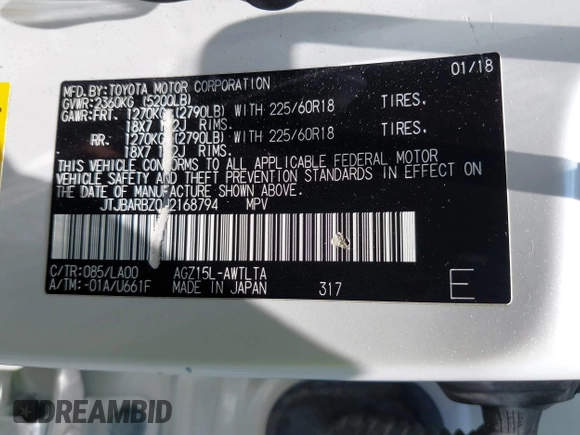 MFD. BY: TOYOTA MOTOR CORPORATION 01/18
GVWR: 2360KG (5200LB)
GAWR: FRT. 1270KG (2790LB) WITH 225/60R18 TIRES.
18X7 1/2J RIMS.
RR. 1270KG (2790LB) WITH 225/60R18 TIRES.
18X7 1/2J RIMS.
THIS VEHICLE CONFORMS TO ALL APPLICABLE FEDERAL MOTOR
VEHICLE SAFETY AND THEFT PREVENTION STANDARDS IN EFFECT ON
THE DATE OF MANUFACTURE SHOWN ABOVE.
JTJBARBZ0J2168794 MPV
C/TR: 085/LA00 AGZ15L-AWTLTA
A/TM: -01A/U661F MADE IN JAPAN 317 E
DREAMBID